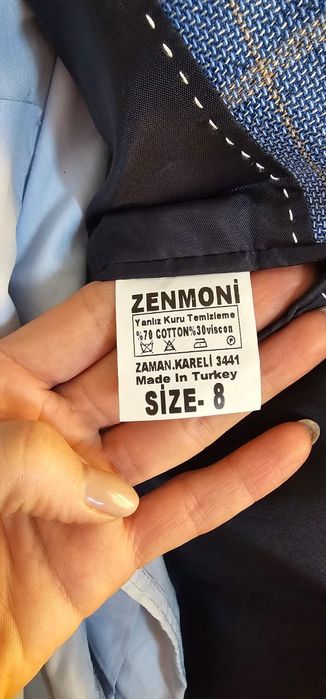 ZENMONİ
Yanlız Kuru Temizleme
%70 COTTON%30viscon
ZAMAN.KARELİ 3441
Made In Turkey
SİZE- 8